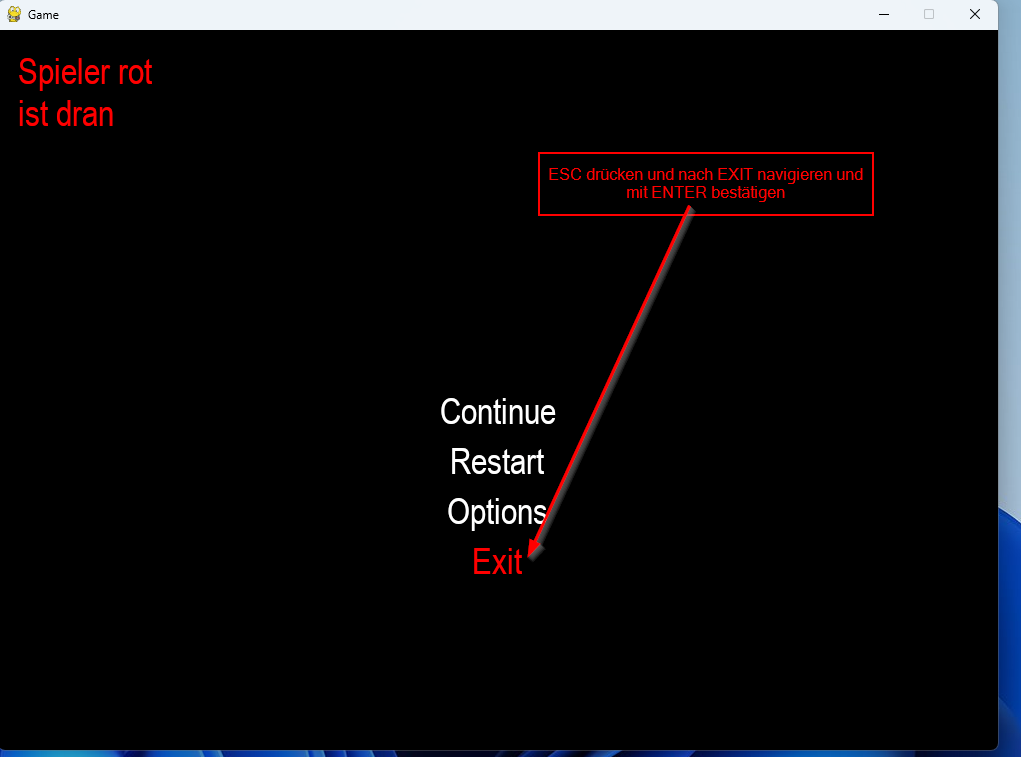 Game
Spieler rot
ist dran
ESC drücken und nach EXIT navigieren und
mit ENTER bestätigen
Continue
Restart
Options
Exit